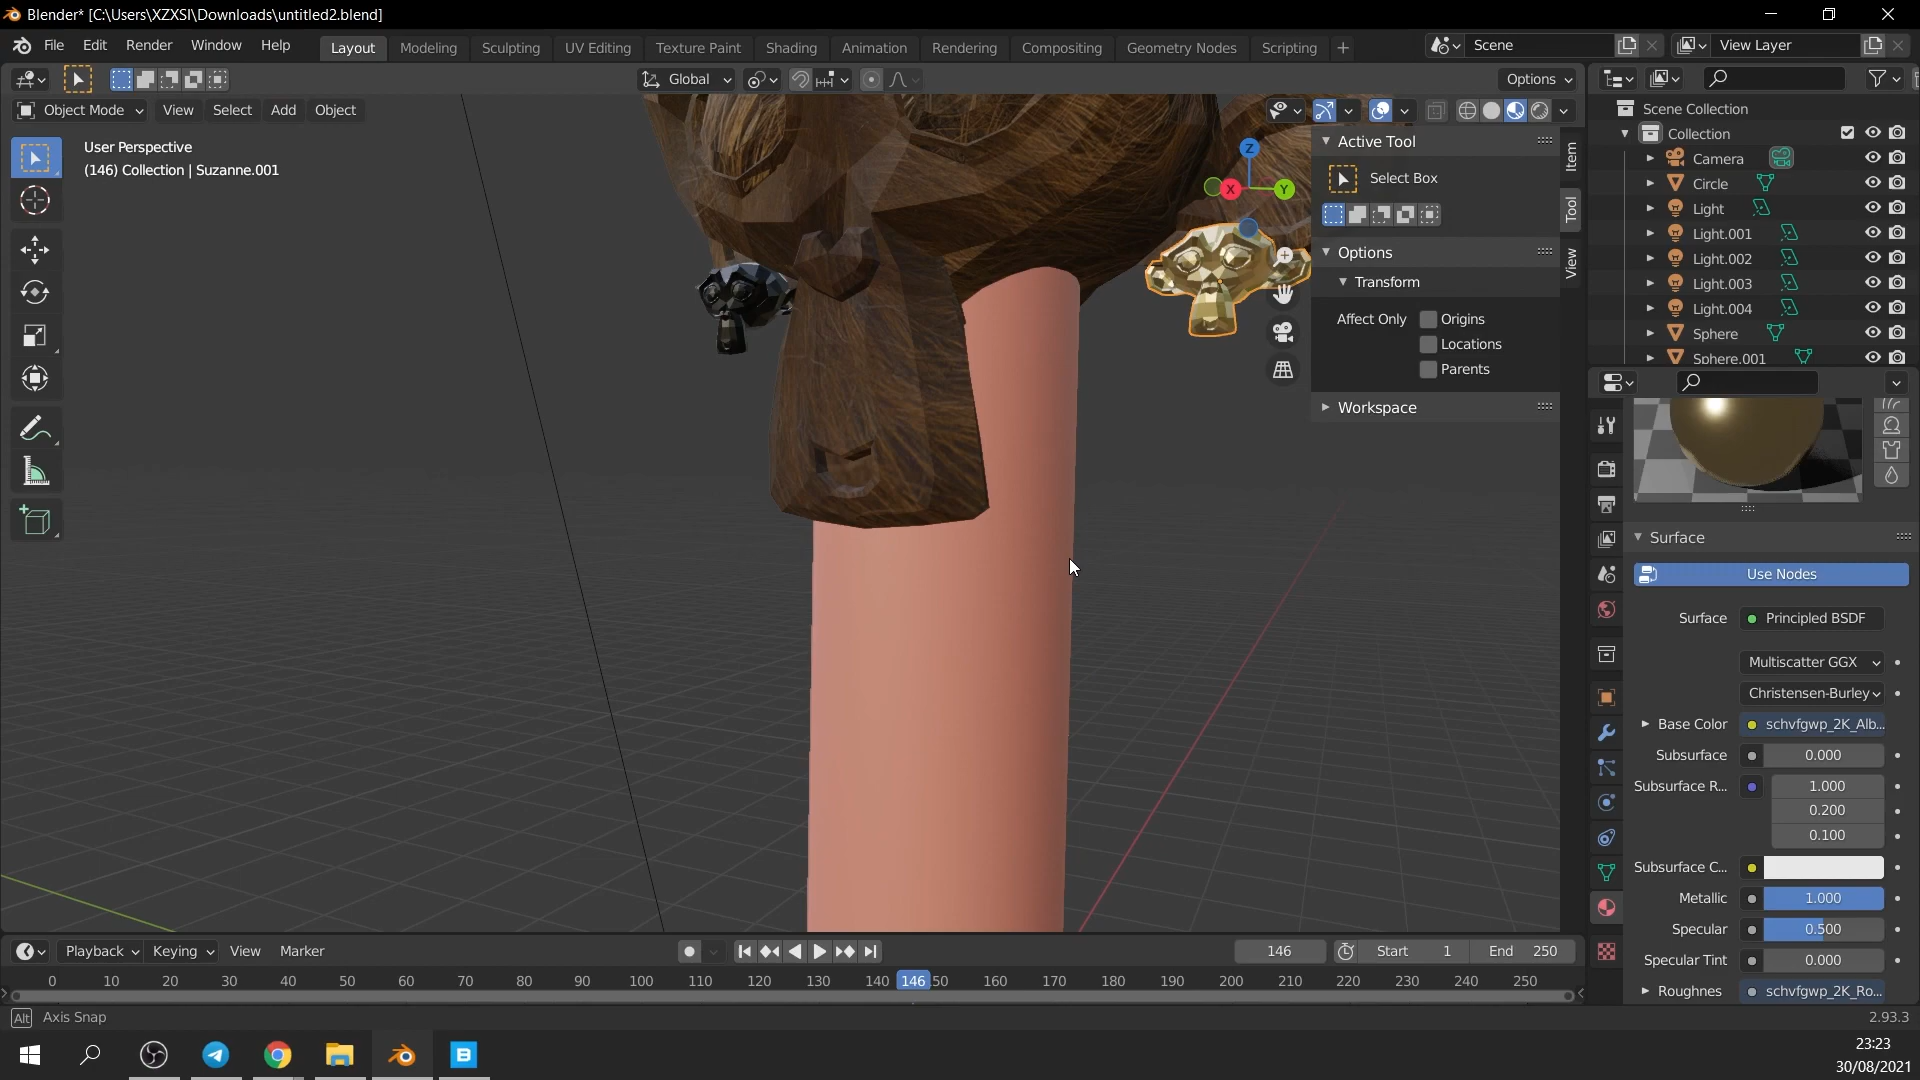 Blender* [C:\Users\XZXSI\Downloads\untitled2.blend]
File Edit Render Window Help Layout Modeling Sculpting UV Editing Texture Paint Shading Animation Rendering Compositing Geometry Nodes Scripting + Scene View Layer
Global Options
Object Mode View Select Add Object
User Perspective
(146) Collection | Suzanne.001
Z
X
Y
Active Tool
Select Box
Options
Transform
Affect Only Origins
Locations
Parents
Workspace
Item
Tool
View
Scene Collection
Collection
Camera
Circle
Light
Light.001
Light.002
Light.003
Light.004
Sphere
Sphere.001
Surface
Use Nodes
Surface Principled BSDF
Multiscatter GGX
Christensen-Burley
Base Color schvfgwp_2K_Alb...
Subsurface 0.000
Subsurface R... 1.000
0.200
0.100
Subsurface C...
Metallic 1.000
Specular 0.500
Specular Tint 0.000
Roughnes schvfgwp_2K_Ro...
Playback Keying View Marker 146 Start 1 End 250
0 10 20 30 40 50 60 70 80 90 100 110 120 130 140 146 50 160 170 180 190 200 210 220 230 240 250
Alt Axis Snap 2.93.3
B
23:23
30/08/2021